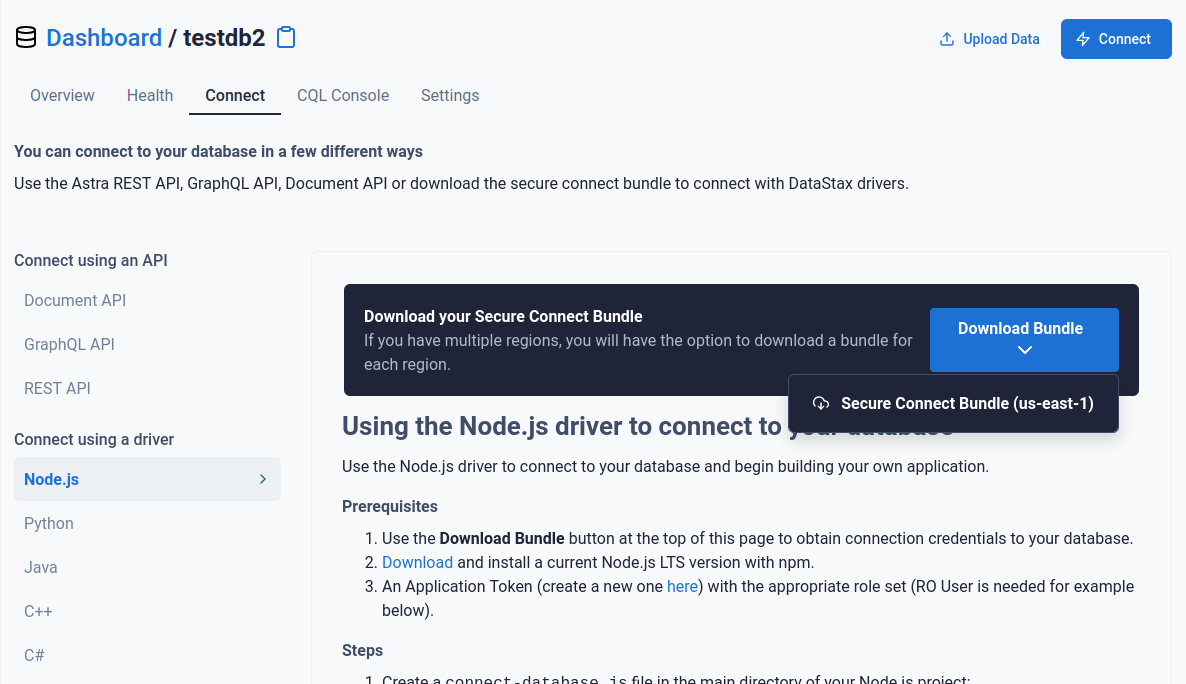 Dashboard / testdb2
Upload Data
Connect
Overview
Health
Connect
CQL Console
Settings
You can connect to your database in a few different ways
Use the Astra REST API, GraphQL API, Document API or download the secure connect bundle to connect with DataStax drivers.
Connect using an API
Document API
GraphQL API
REST API
Connect using a driver
Node.js
Python
Java
C++
C#
Download your Secure Connect Bundle
If you have multiple regions, you will have the option to download a bundle for
each region.
Download Bundle
Secure Connect Bundle (us-east-1)
Using the Node.js driver to connect to your database
Use the Node.js driver to connect to your database and begin building your own application.
Prerequisites
1. Use the Download Bundle button at the top of this page to obtain connection credentials to your database.
2. Download and install a current Node.js LTS version with npm.
3. An Application Token (create a new one here) with the appropriate role set (RO User is needed for example
below).
Steps
1. Create a connect-database.js file in the main directory of your Node.js project: